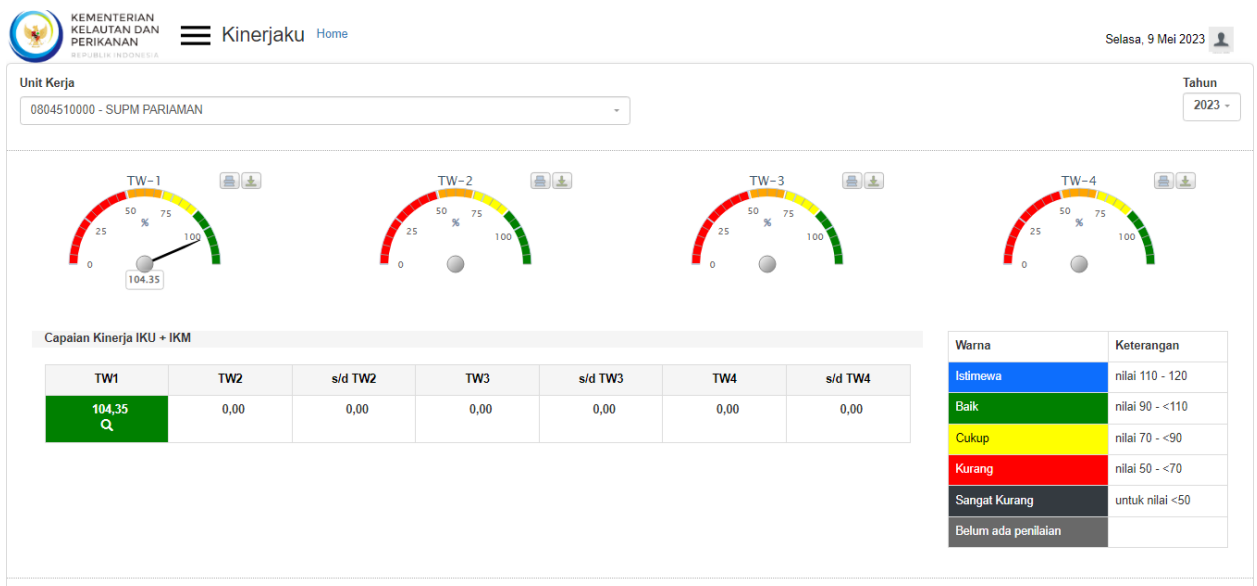 KEMENTERIAN
KELAUTAN DAN
PERIKANAN
REPUBLIK INDONESIA
Kinerjaku Home
Selasa, 9 Mei 2023
Unit Kerja
Tahun
0804510000 - SUPM PARIAMAN
2023
TW-1
0 25 50 75 100
%
104.35
TW-2
0 25 50 75 100
%
TW-3
0 25 50 75 100
%
TW-4
0 25 50 75 100
%
Capaian Kinerja IKU + IKM
TW1 TW2 s/d TW2 TW3 s/d TW3 TW4 s/d TW4
104,35 0,00 0,00 0,00 0,00 0,00 0,00
Warna Keterangan
Istimewa nilai 110 - 120
Baik nilai 90 - <110
Cukup nilai 70 - <90
Kurang nilai 50 - <70
Sangat Kurang untuk nilai <50
Belum ada penilaian